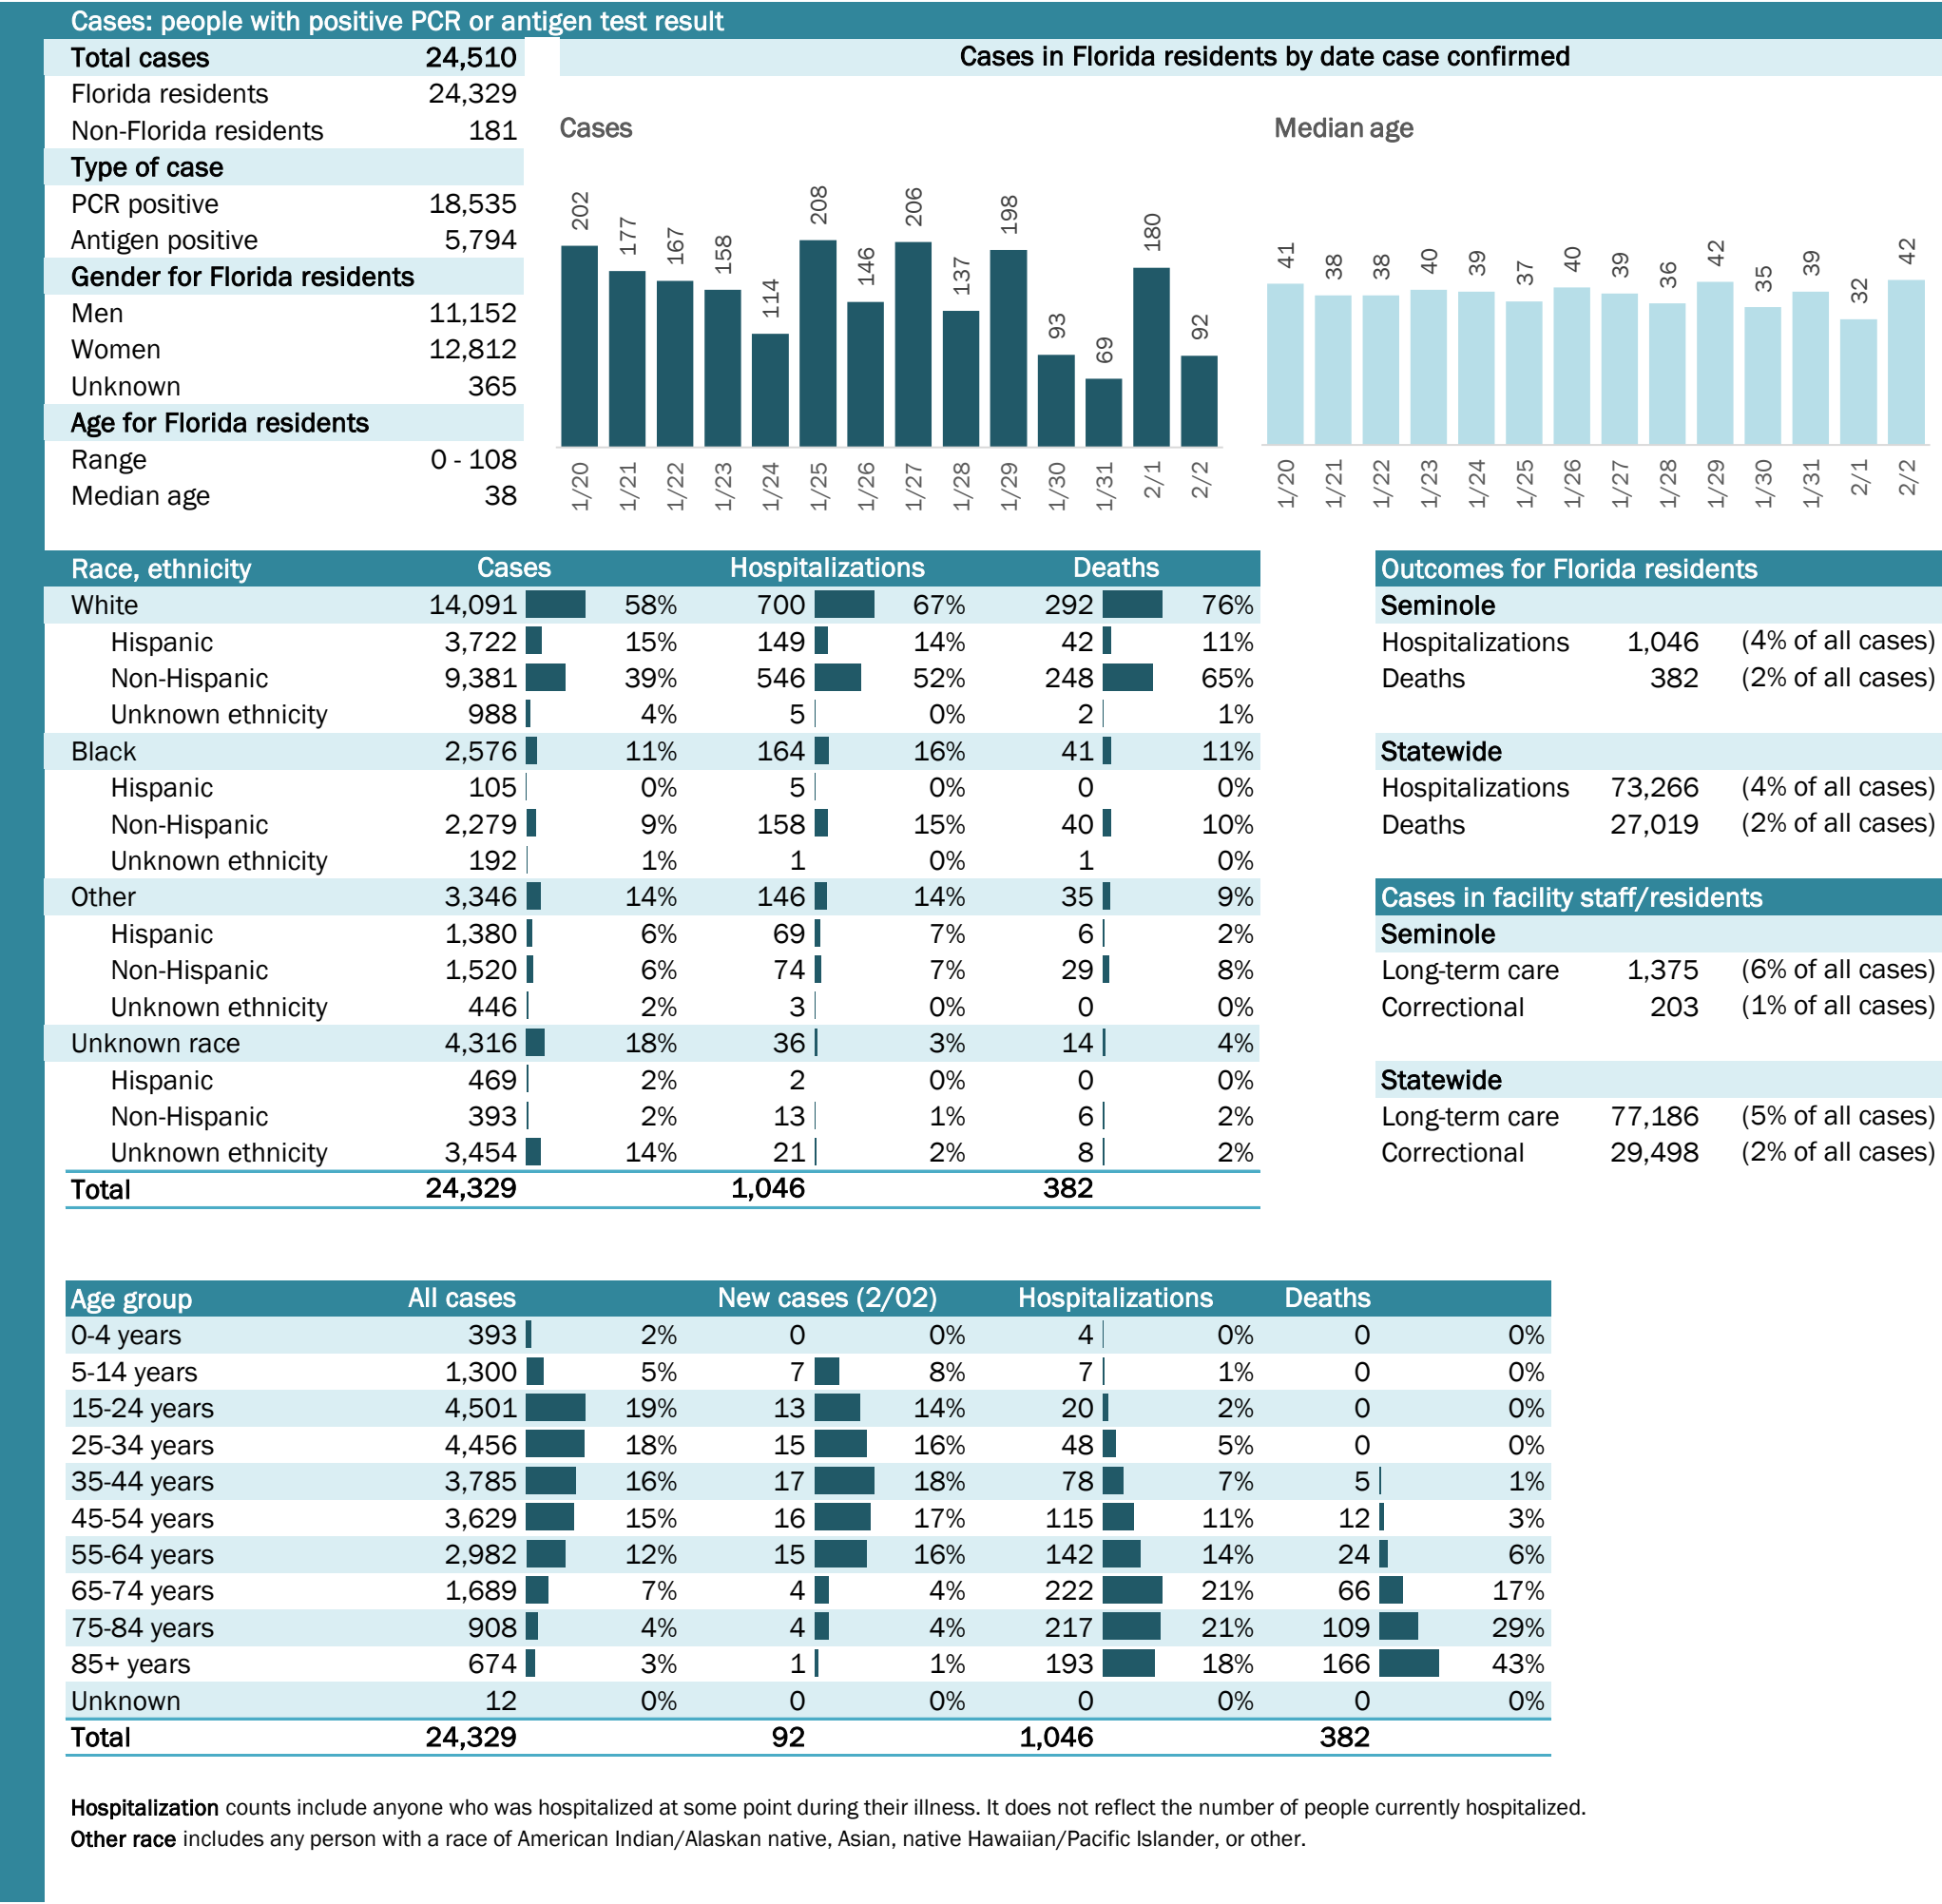 Cases: people with positive PCR or antigen test result
Total cases 24,510
Florida residents 24,329
Non-Florida residents 181
Type of case
PCR positive 18,535
Antigen positive 5,794
Gender for Florida residents
Men 11,152
Women 12,812
Unknown 365
Age for Florida residents
Range 0 - 108
Median age 38
Cases in Florida residents by date case confirmed
Cases
202 177 167 158 114 208 146 206 137 198 93 69 180 92
1/20 1/21 1/22 1/23 1/24 1/25 1/26 1/27 1/28 1/29 1/30 1/31 2/1 2/2
Median age
41 38 38 40 39 37 40 39 36 42 35 39 32 42
1/20 1/21 1/22 1/23 1/24 1/25 1/26 1/27 1/28 1/29 1/30 1/31 2/1 2/2
Race, ethnicity Cases Hospitalizations Deaths
White 14,091 58% 700 67% 292 76%
Hispanic 3,722 15% 149 14% 42 11%
Non-Hispanic 9,381 39% 546 52% 248 65%
Unknown ethnicity 988 4% 5 0% 2 1%
Black 2,576 11% 164 16% 41 11%
Hispanic 105 0% 5 0% 0 0%
Non-Hispanic 2,279 9% 158 15% 40 10%
Unknown ethnicity 192 1% 1 0% 1 0%
Other 3,346 14% 146 14% 35 9%
Hispanic 1,380 6% 69 7% 6 2%
Non-Hispanic 1,520 6% 74 7% 29 8%
Unknown ethnicity 446 2% 3 0% 0 0%
Unknown race 4,316 18% 36 3% 14 4%
Hispanic 469 2% 2 0% 0 0%
Non-Hispanic 393 2% 13 1% 6 2%
Unknown ethnicity 3,454 14% 21 2% 8 2%
Total 24,329 1,046 382
Outcomes for Florida residents
Seminole
Hospitalizations 1,046 (4% of all cases)
Deaths 382 (2% of all cases)
Statewide
Hospitalizations 73,266 (4% of all cases)
Deaths 27,019 (2% of all cases)
Cases in facility staff/residents
Seminole
Long-term care 1,375 (6% of all cases)
Correctional 203 (1% of all cases)
Statewide
Long-term care 77,186 (5% of all cases)
Correctional 29,498 (2% of all cases)
Age group All cases New cases (2/02) Hospitalizations Deaths
0-4 years 393 2% 0 0% 4 0% 0 0%
5-14 years 1,300 5% 7 8% 7 1% 0 0%
15-24 years 4,501 19% 13 14% 20 2% 0 0%
25-34 years 4,456 18% 15 16% 48 5% 0 0%
35-44 years 3,785 16% 17 18% 78 7% 5 1%
45-54 years 3,629 15% 16 17% 115 11% 12 3%
55-64 years 2,982 12% 15 16% 142 14% 24 6%
65-74 years 1,689 7% 4 4% 222 21% 66 17%
75-84 years 908 4% 4 4% 217 21% 109 29%
85+ years 674 3% 1 1% 193 18% 166 43%
Unknown 12 0% 0 0% 0 0% 0 0%
Total 24,329 92 1,046 382
Hospitalization counts include anyone who was hospitalized at some point during their illness. It does not reflect the number of people currently hospitalized.
Other race includes any person with a race of American Indian/Alaskan native, Asian, native Hawaiian/Pacific Islander, or other.